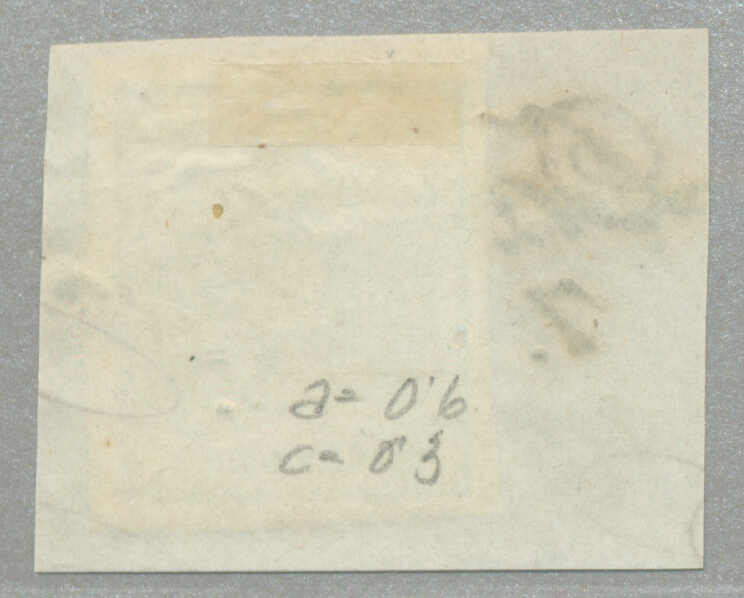 a = 0'6
c = 0'3